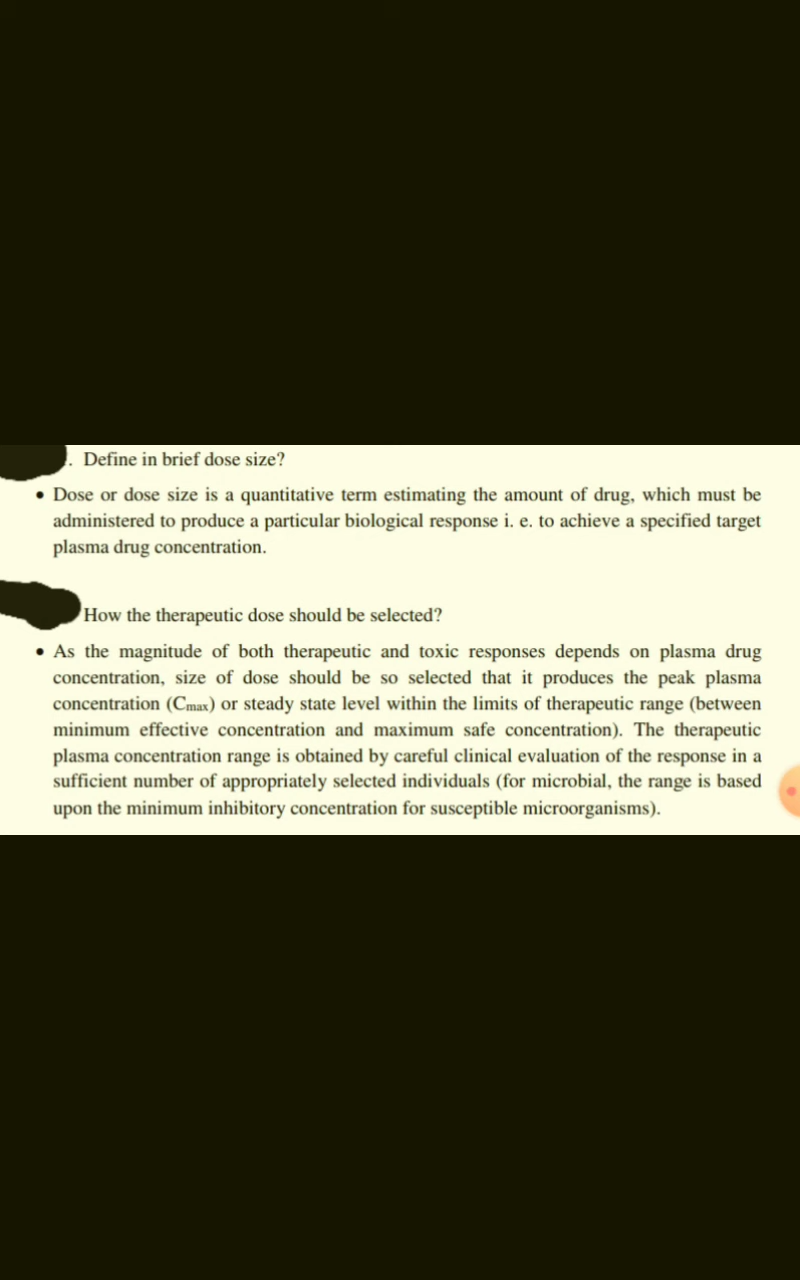 . Define in brief dose size?
• Dose or dose size is a quantitative term estimating the amount of drug, which must be
administered to produce a particular biological response i. e. to achieve a specified target
plasma drug concentration.
How the therapeutic dose should be selected?
• As the magnitude of both therapeutic and toxic responses depends on plasma drug
concentration, size of dose should be so selected that it produces the peak plasma
concentration (Cmax) or steady state level within the limits of therapeutic range (between
minimum effective concentration and maximum safe concentration). The therapeutic
plasma concentration range is obtained by careful clinical evaluation of the response in a
sufficient number of appropriately selected individuals (for microbial, the range is based
upon the minimum inhibitory concentration for susceptible microorganisms).